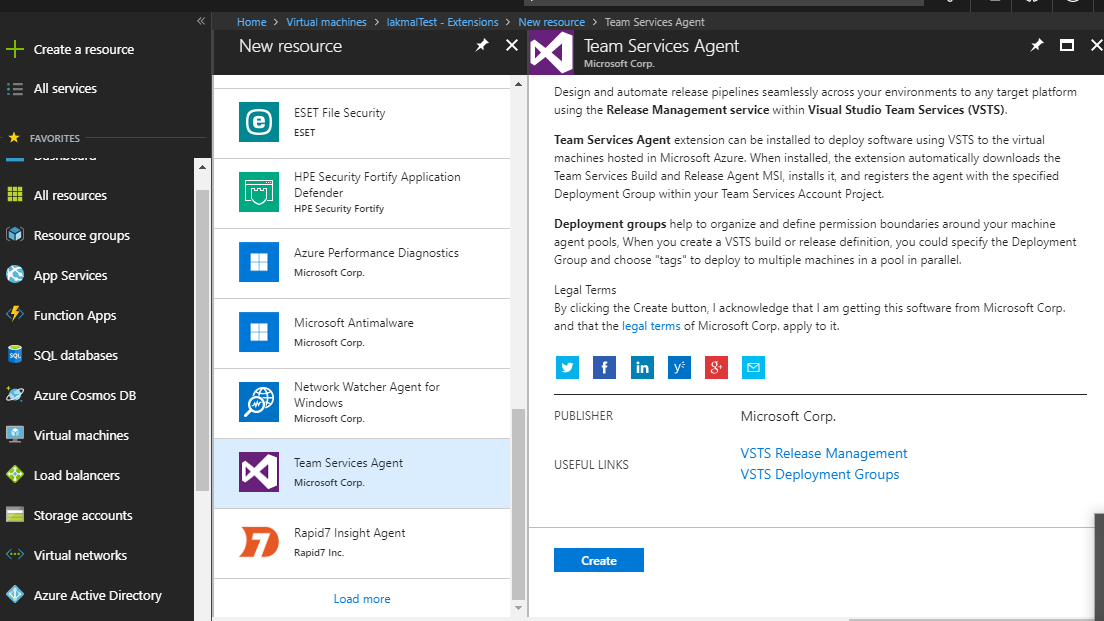 Home > Virtual machines > lakmalTest - Extensions > New resource > Team Services Agent
«
Create a resource
All services
FAVORITES
Dashboard
All resources
Resource groups
App Services
Function Apps
SQL databases
Azure Cosmos DB
Virtual machines
Load balancers
Storage accounts
Virtual networks
Azure Active Directory
New resource
ESET File Security
ESET
HPE Security Fortify Application
Defender
HPE Security Fortify
Azure Performance Diagnostics
Microsoft Corp.
Microsoft Antimalware
Microsoft Corp.
Network Watcher Agent for
Windows
Microsoft Corp.
Team Services Agent
Microsoft Corp.
Rapid7 Insight Agent
Rapid7 Inc.
Load more
Team Services Agent
Microsoft Corp.
Design and automate release pipelines seamlessly across your environments to any target platform
using the Release Management service within Visual Studio Team Services (VSTS).
Team Services Agent extension can be installed to deploy software using VSTS to the virtual
machines hosted in Microsoft Azure. When installed, the extension automatically downloads the
Team Services Build and Release Agent MSI, installs it, and registers the agent with the specified
Deployment Group within your Team Services Account Project.
Deployment groups help to organize and define permission boundaries around your machine
agent pools, When you create a VSTS build or release definition, you could specify the Deployment
Group and choose "tags" to deploy to multiple machines in a pool in parallel.
Legal Terms
By clicking the Create button, I acknowledge that I am getting this software from Microsoft Corp.
and that the legal terms of Microsoft Corp. apply to it.
PUBLISHER Microsoft Corp.
USEFUL LINKS
VSTS Release Management
VSTS Deployment Groups
Create